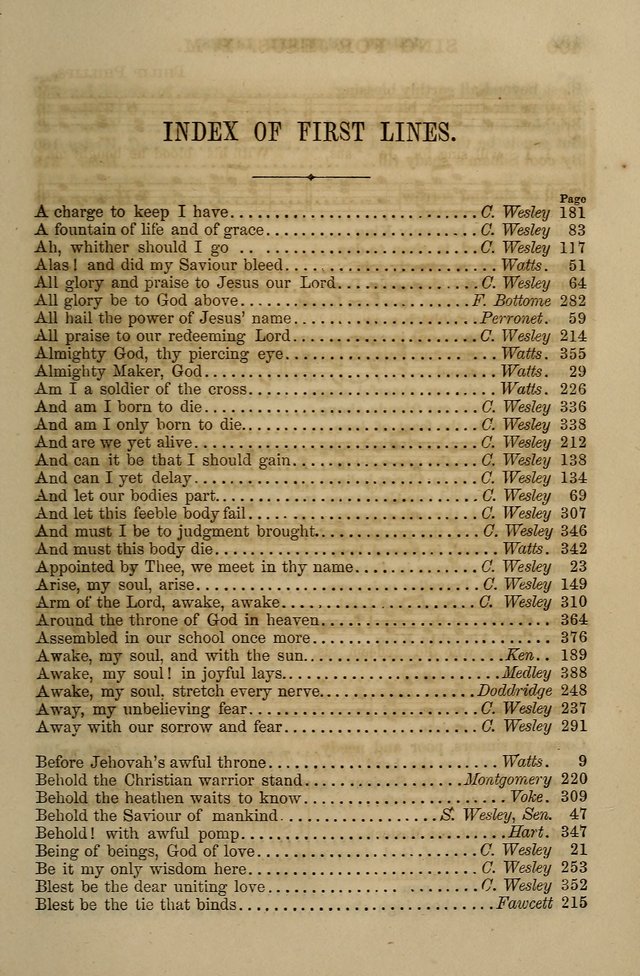 INDEX OF FIRST LINES.
Page
A charge to keep I have.......................... C. Wesley 181
A fountain of life and of grace.................... C. Wesley 83
Ah, whither should I go .. ....................... C. Wesley 117
Alas! and did my Saviour bleed.................... Watts. 51
All glory and praise to Jesus our Lord............. C. Wesley 64
All glory be to God above........................ F. Bottome 282
All hail the power of Jesus' name................. Perronet. 59
All praise to our redeeming Lord.................. C. Wesley 214
Almighty God, thy piercing eye.................... Watts. 355
Almighty Maker, God............................. Watts. 29
Am I a soldier of the cross....................... Watts. 226
And am I born to die............................ C. Wesley 336
And am I only born to die........................ C. Wesley 338
And are we yet alive............................. C. Wesley 212
And can it be that I should gain.................. C. Wesley 138
And can I yet delay............................. C. Wesley 134
And let our bodies part.......................... C. Wesley 69
And let this feeble body fail..................... C. Wesley 307
And must I be to judgment brought................ C. Wesley 346
And must this body die........................... Watts. 342
Appointed by Thee, we meet in thy name............ C. Wesley 23
Arise, my soul, arise............................. C. Wesley 149
Arm of the Lord, awake, awake.................... C. Wesley 310
Around the throne of God in heaven........................ 364
Assembled in our school once more......................... 376
Awake, my soul, and with the sun................. Ken.. 189
Awake, my soul! in joyful lays.................... Medley 388
Awake, my soul, stretch every nerve............... Doddridge 248
Away, my unbelieving fear........................ C. Wesley 237
Away with our sorrow and fear.................... C. Wesley 291
Before Jehovah's awful throne..................... Watts. 9
Behold the Christian warrior stand................ Montgomery 220
Behold the heathen waits to know................. Voke. 309
Behold the Saviour of mankind.................... S. Wesley, Sen. 47
Behold! with awful pomp......................... Hart. 347
Being of beings, God of love...................... C. Wesley 21
Be it my only wisdom here....................... C. Wesley 253
Blest be the dear uniting love.............. ........ C. Wesley 352
Blest be the tie that binds........................ Fawcett 215